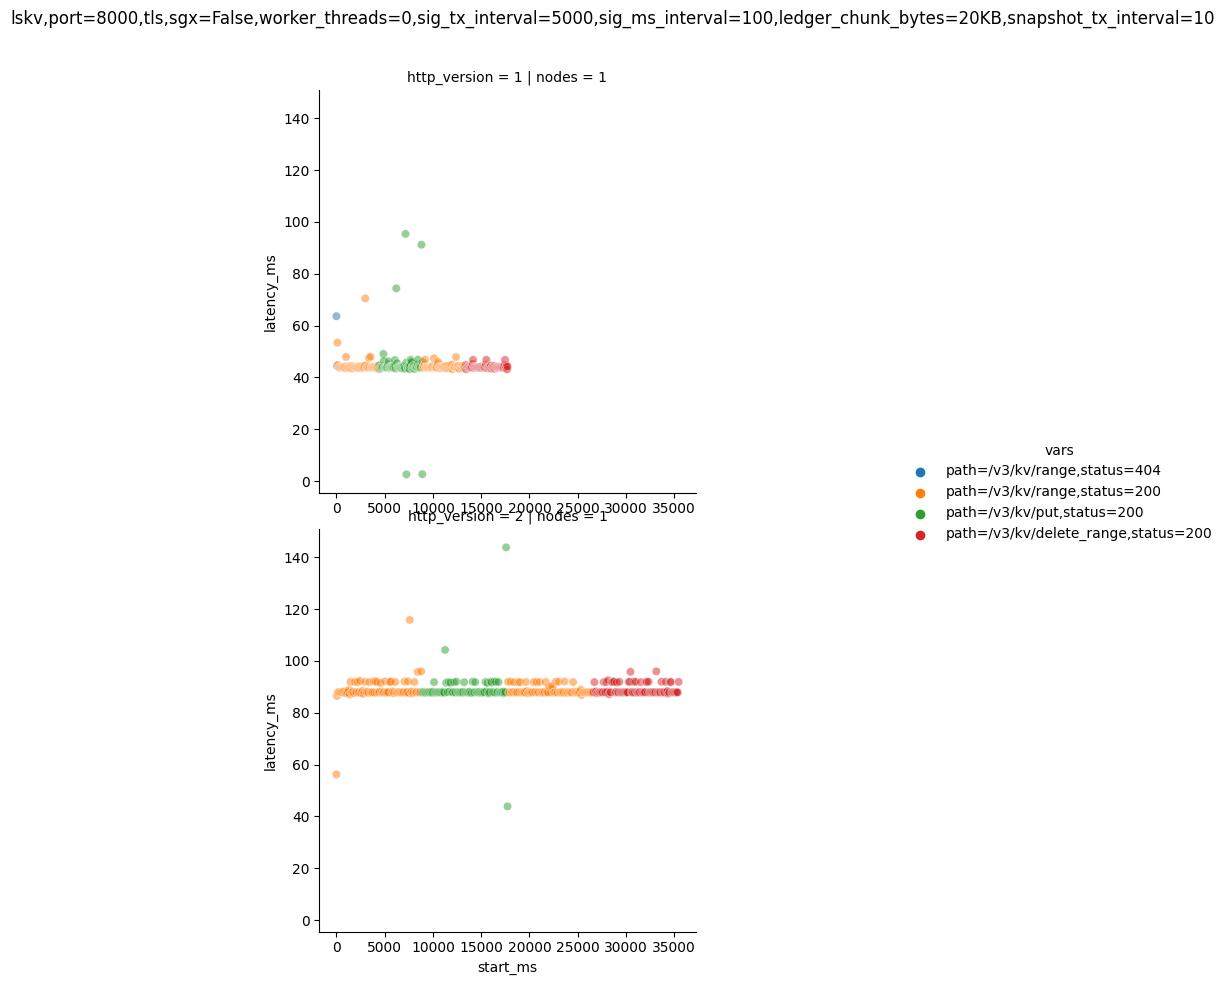 lskv,port=8000,tls,sgx=False,worker_threads=0,sig_tx_interval=5000,sig_ms_interval=100,ledger_chunk_bytes=20KB,snapshot_tx_interval=10
http_version = 1 | nodes = 1
140
120
100
80
60
40
20
0
latency_ms
0 5000 10000 15000 20000 25000 30000 35000
http_version = 2 | nodes = 1
140
120
100
80
60
40
20
0
latency_ms
0 5000 10000 15000 20000 25000 30000 35000
start_ms
vars
path=/v3/kv/range,status=404
path=/v3/kv/range,status=200
path=/v3/kv/put,status=200
path=/v3/kv/delete_range,status=200